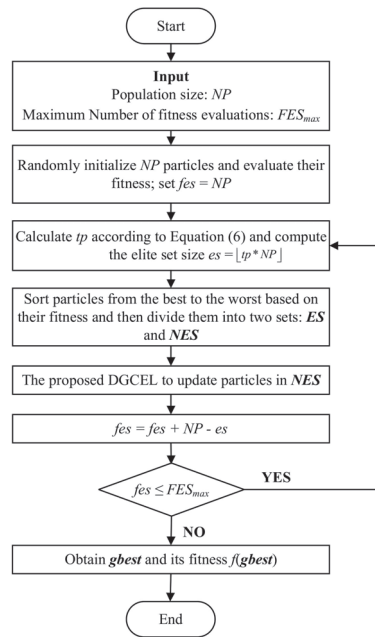 Start
Input
Population size: NP
Maximum Number of fitness evaluations: FES_max
Randomly initialize NP particles and evaluate their
fitness; set fes = NP
Calculate tp according to Equation (6) and compute
the elite set size es = ⌊tp * NP⌋
Sort particles from the best to the worst based on
their fitness and then divide them into two sets: ES
and NES
The proposed DGCEL to update particles in NES
fes = fes + NP - es
fes ≤ FES_max
YES
NO
Obtain gbest and its fitness f(gbest)
End